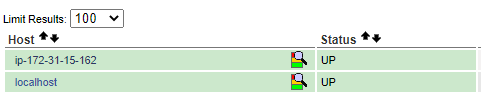 Limit Results: 100
Host Status
ip-172-31-15-162 UP
localhost UP